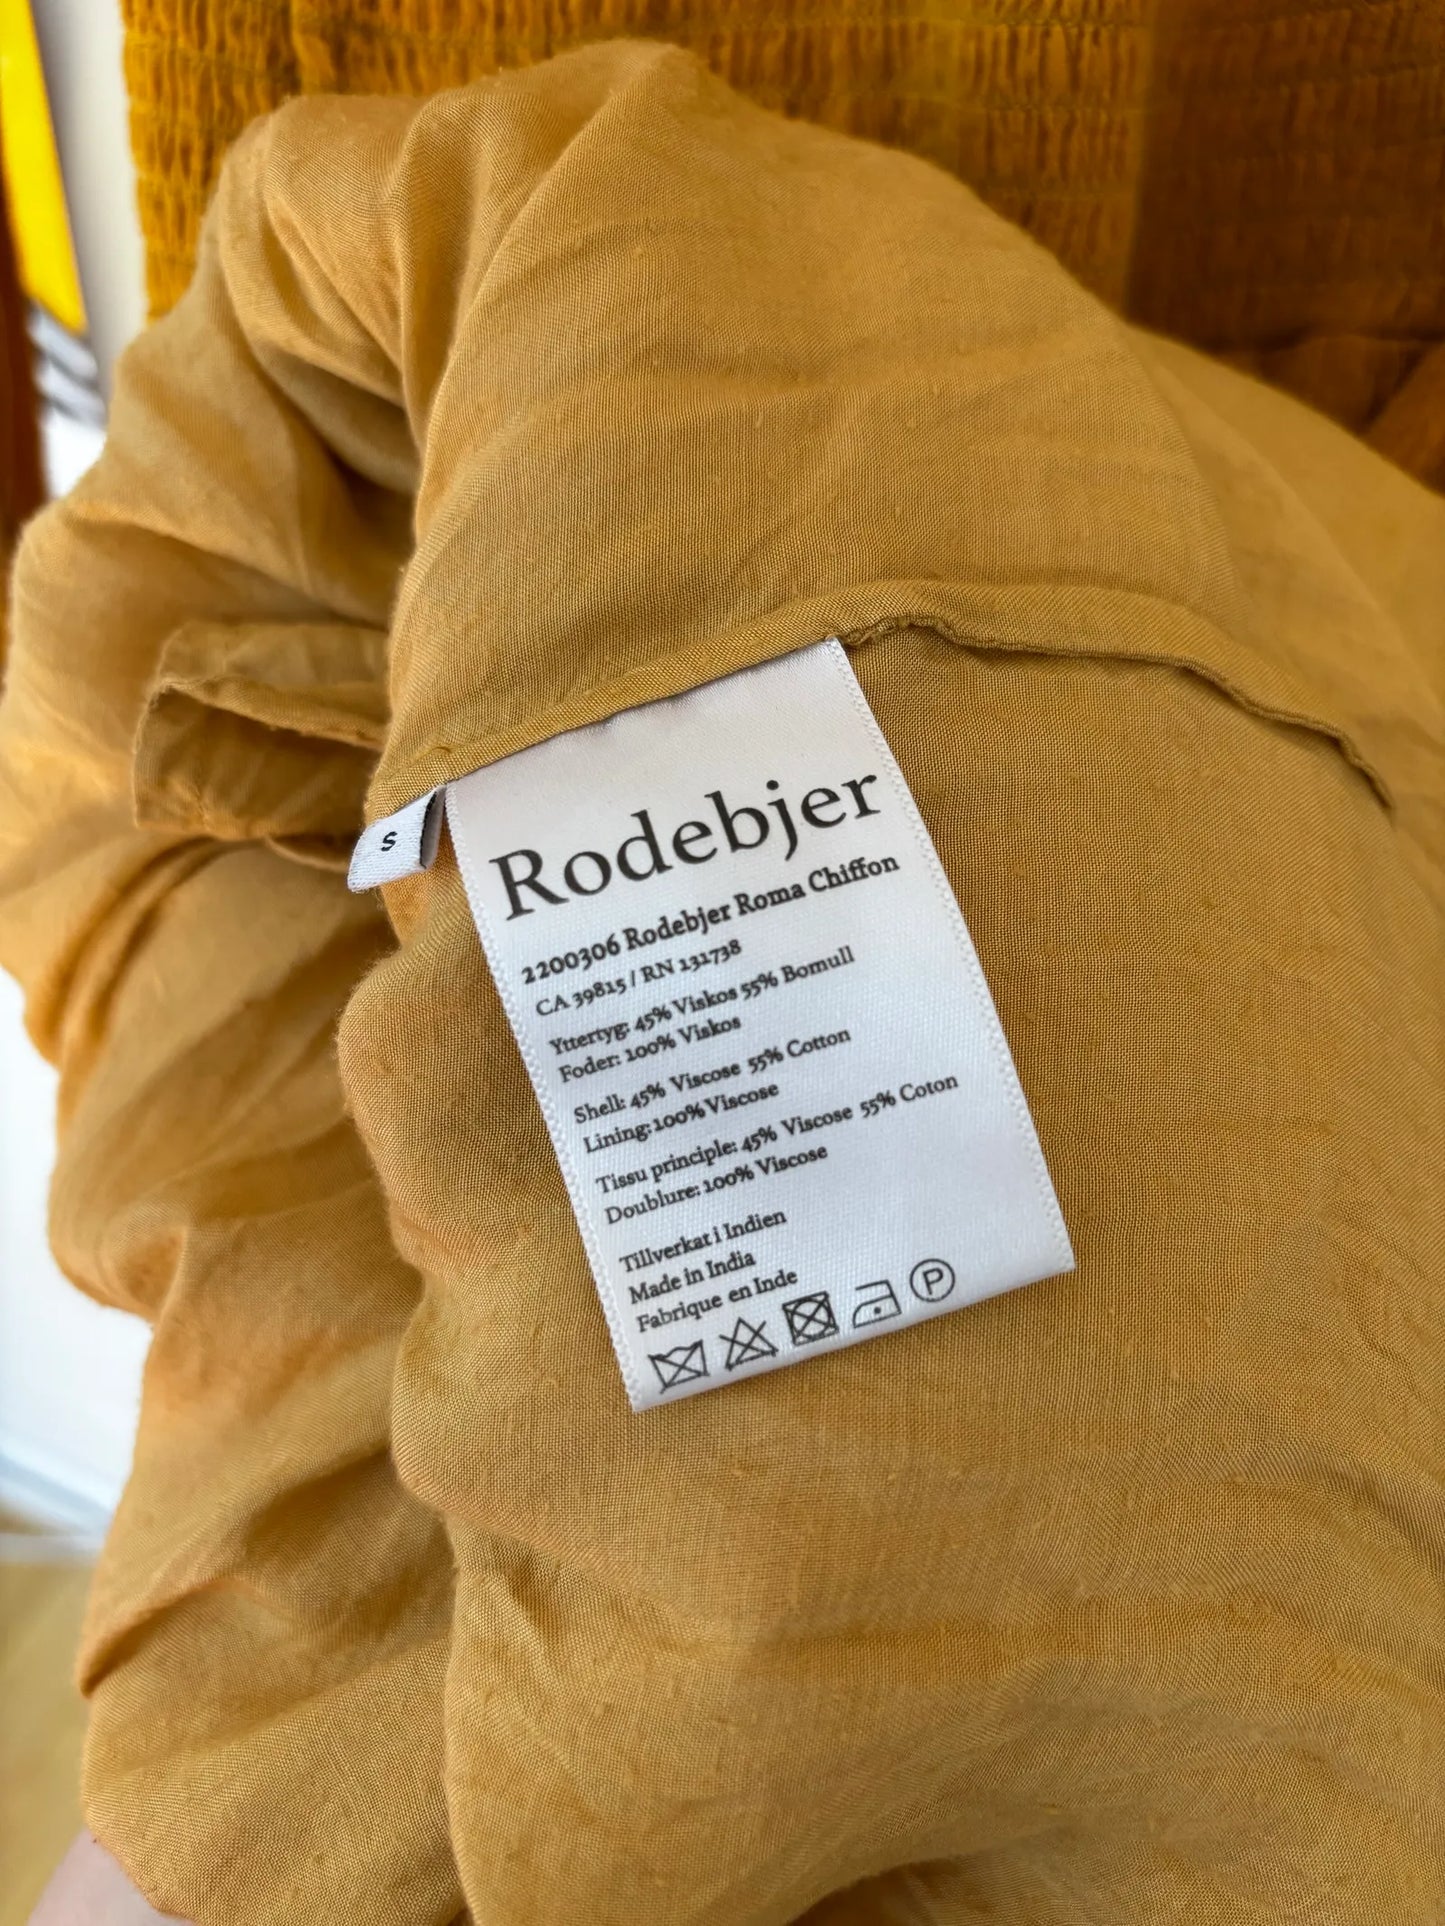 S
Rodebjer
2200306 Rodebjer Roma Chiffon
CA 39815 / RN 131738
Yttertyg: 45% Viskos 55% Bomull
Foder: 100% Viskos
Shell: 45% Viscose 55% Cotton
Lining: 100% Viscose
Tissu principle: 45% Viscose 55% Coton
Doublure: 100% Viscose
Tillverkat i Indien
Made in India
Fabrique en Inde
P